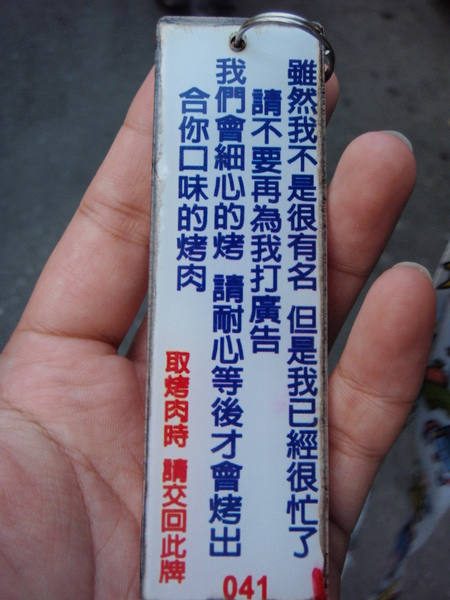 雖然我不是很有名 但是我已經很忙了
請不要再為我打廣告
我們會細心的烤 請耐心等後才會烤出
合你口味的烤肉
取烤肉時 請交回此牌
041